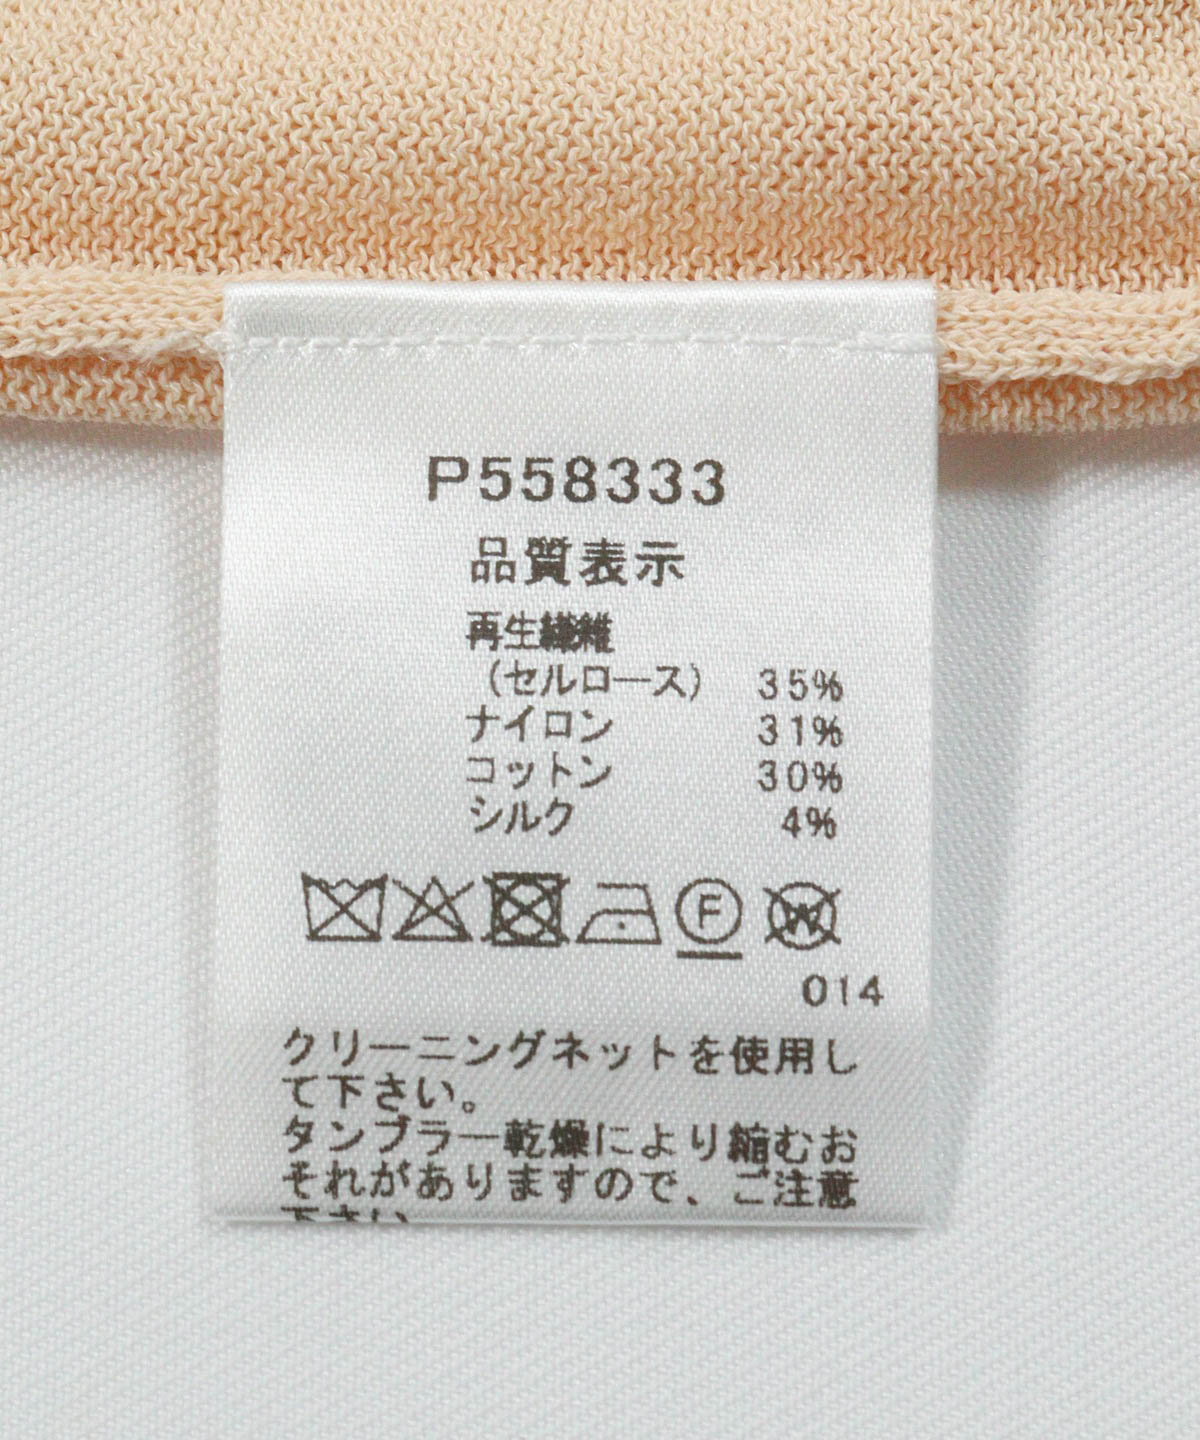 P558333
品質表示
再生繊維
(セルロース) 35%
ナイロン 31%
コットン 30%
シルク 4%
F W
014
クリーニングネットを使用し
て下さい。
タンブラー乾燥により縮むお
それがありますので、ご注意
下さい